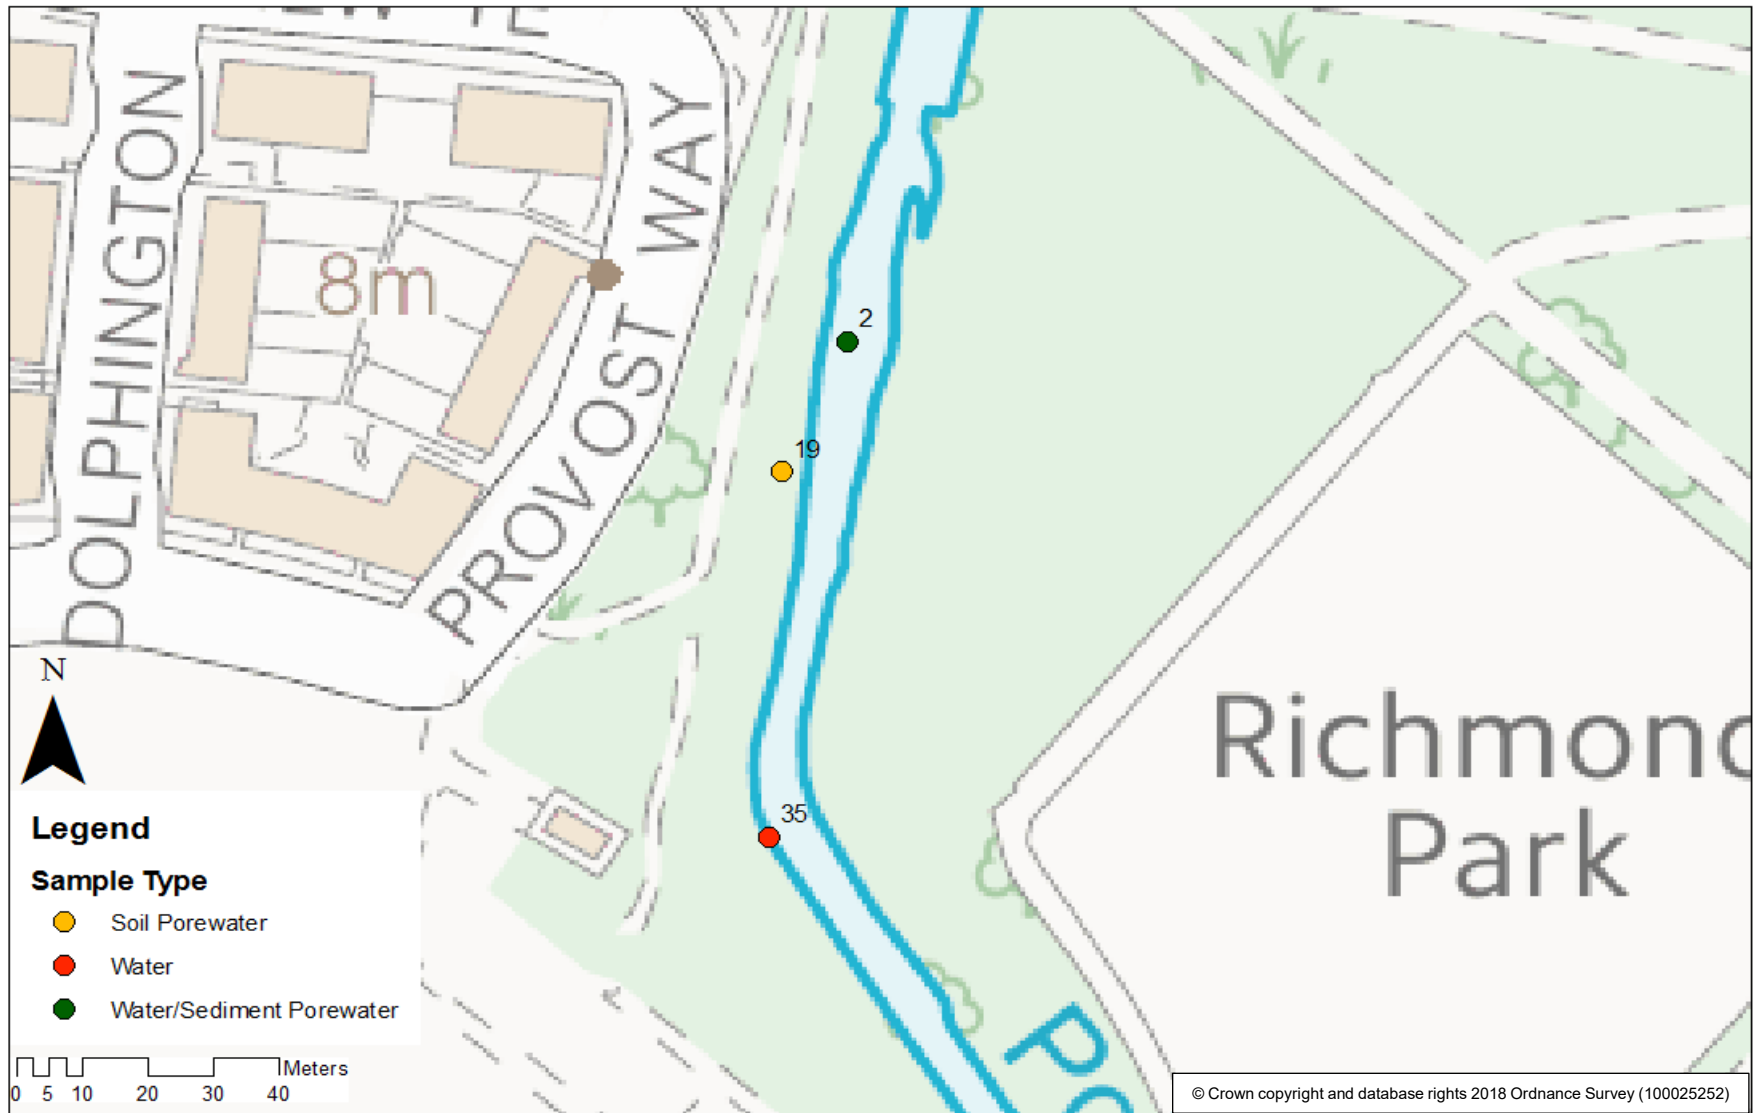 DOLPHINGTON
PROVOST WAY
8m
2
19
35
Richmond
Park
N
Legend
Sample Type
Soil Porewater
Water
Water/Sediment Porewater
Meters
0 5 10 20 30 40
© Crown copyright and database rights 2018 Ordnance Survey (100025252)